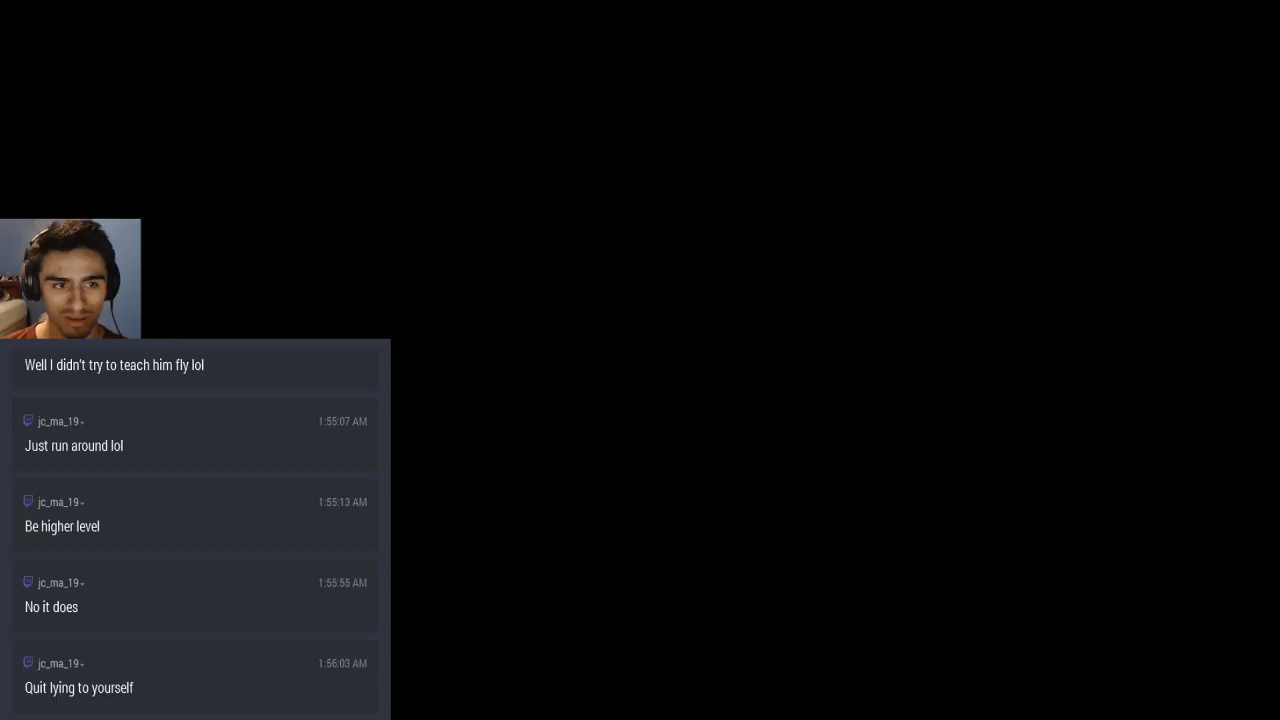 Well I didn't try to teach him fly lol
jc_ma_19 1:55:07 AM
Just run around lol
jc_ma_19 1:55:13 AM
Be higher level
jc_ma_19 1:55:55 AM
No it does
jc_ma_19 1:56:03 AM
Quit lying to yourself